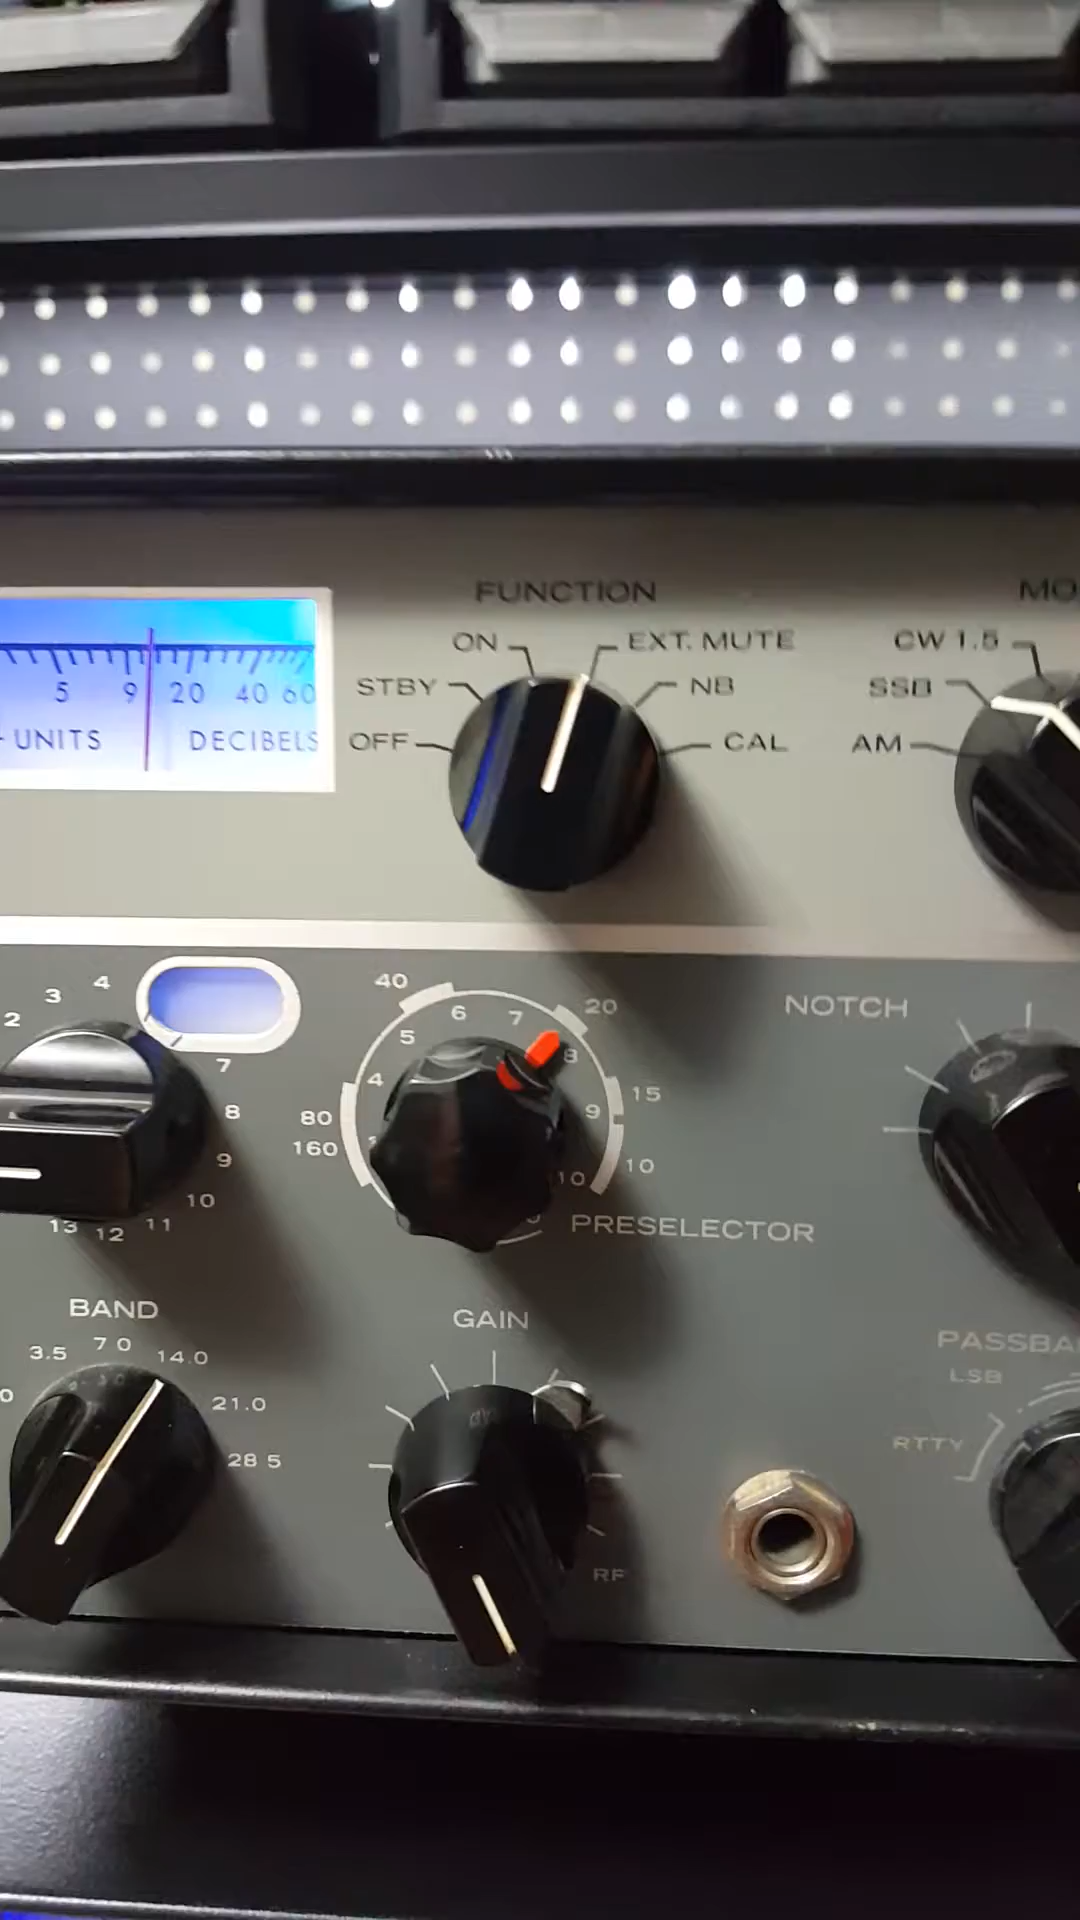 FUNCTION
MO
ON
EXT. MUTE
CW 1.5
STBY
NB
SSB
OFF
CAL
AM
5 9 20 40 60
UNITS DECIBELS
40
20
4
3
2
6
7
5
8
NOTCH
7
4
15
80
8
9
160
9
10
10
10
13 12 11
PRESELECTOR
BAND
GAIN
PASSBA
3.5 7 0 14.0
LSB
21.0
0
RTTY
28 5
RF